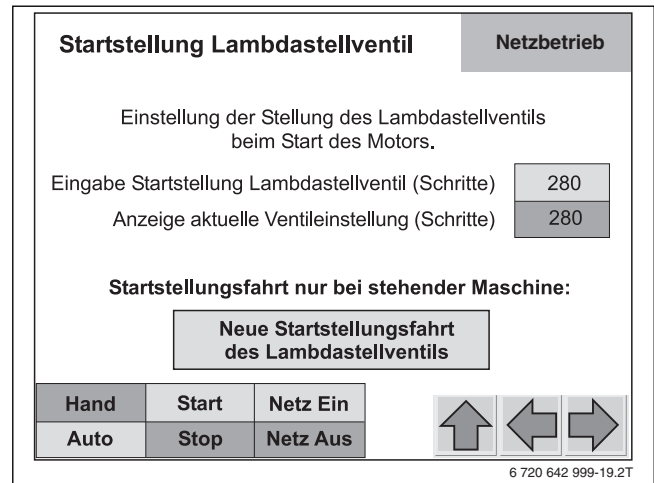 Startstellung Lambdastellventil
Netzbetrieb
Einstellung der Stellung des Lambdastellventils
beim Start des Motors.
Eingabe Startstellung Lambdastellventil (Schritte) 280
Anzeige aktuelle Ventileinstellung (Schritte) 280
Startstellungsfahrt nur bei stehender Maschine:
Neue Startstellungsfahrt
des Lambdastellventils
Hand Start Netz Ein
Auto Stop Netz Aus
6 720 642 999-19.2T